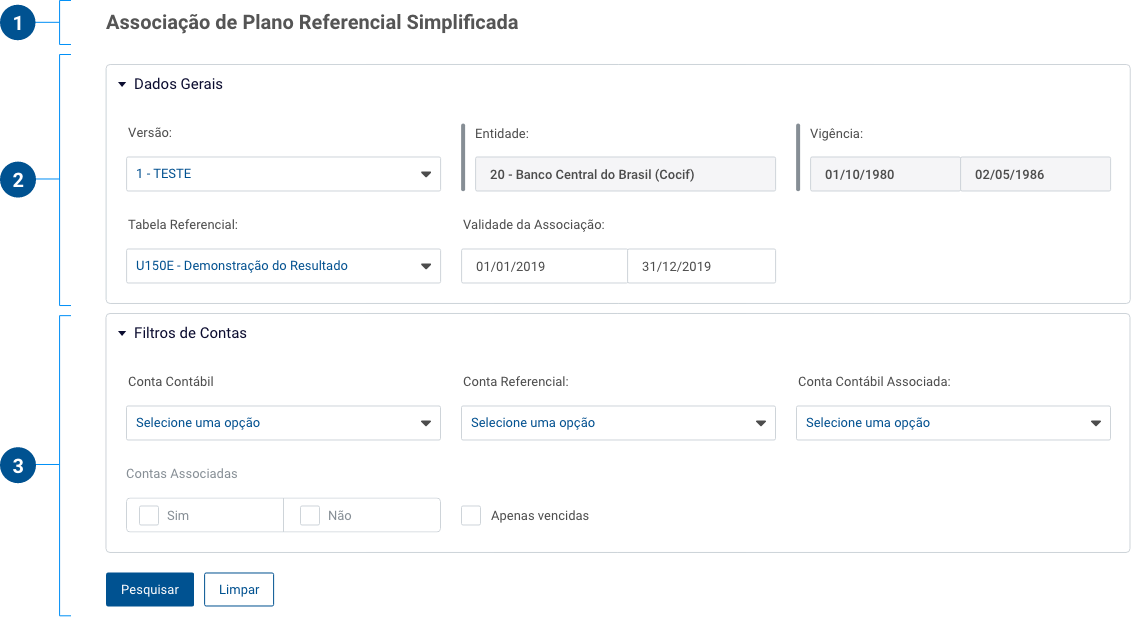 1
Associação de Plano Referencial Simplificada
2
Dados Gerais
Versão: Entidade: Vigência:
1 - TESTE 20 - Banco Central do Brasil (Cocif) 01/10/1980 02/05/1986
Tabela Referencial: Validade da Associação:
U150E - Demonstração do Resultado 01/01/2019 31/12/2019
3
Filtros de Contas
Conta Contábil Conta Referencial: Conta Contábil Associada:
Selecione uma opção Selecione uma opção Selecione uma opção
Contas Associadas
Sim Não Apenas vencidas
Pesquisar Limpar